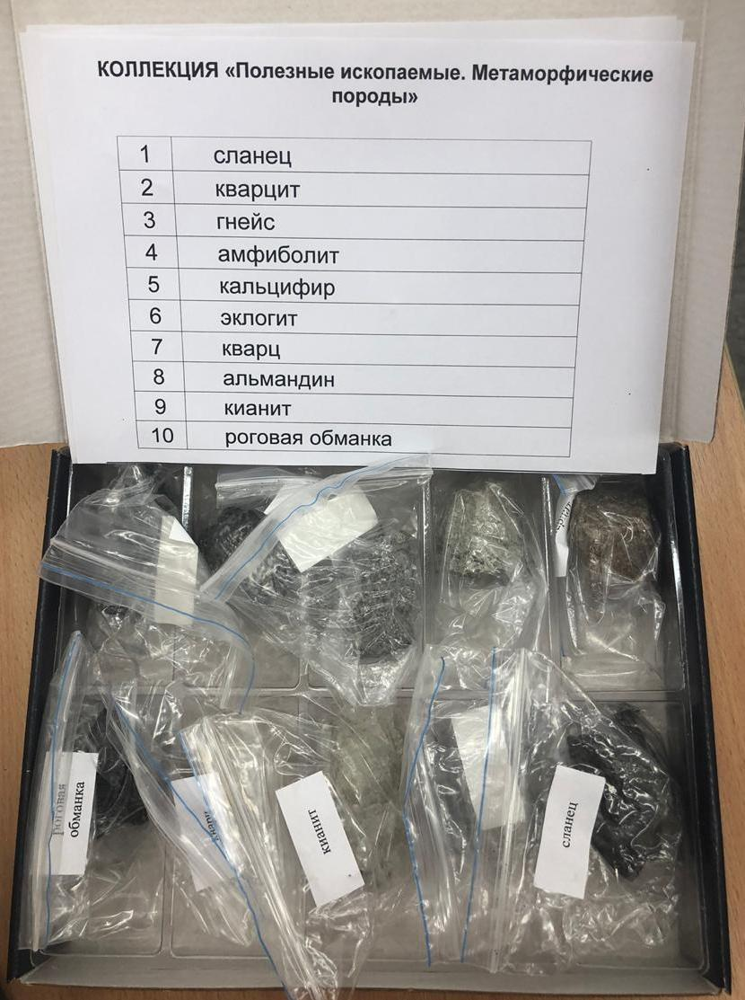 КОЛЛЕКЦИЯ «Полезные ископаемые. Метаморфические
породы»
1 сланец
2 кварцит
3 гнейс
4 амфиболит
5 кальцифир
6 эклогит
7 кварц
8 альмандин
9 кианит
10 роговая обманка
роговая
обманка
кианит
сланец